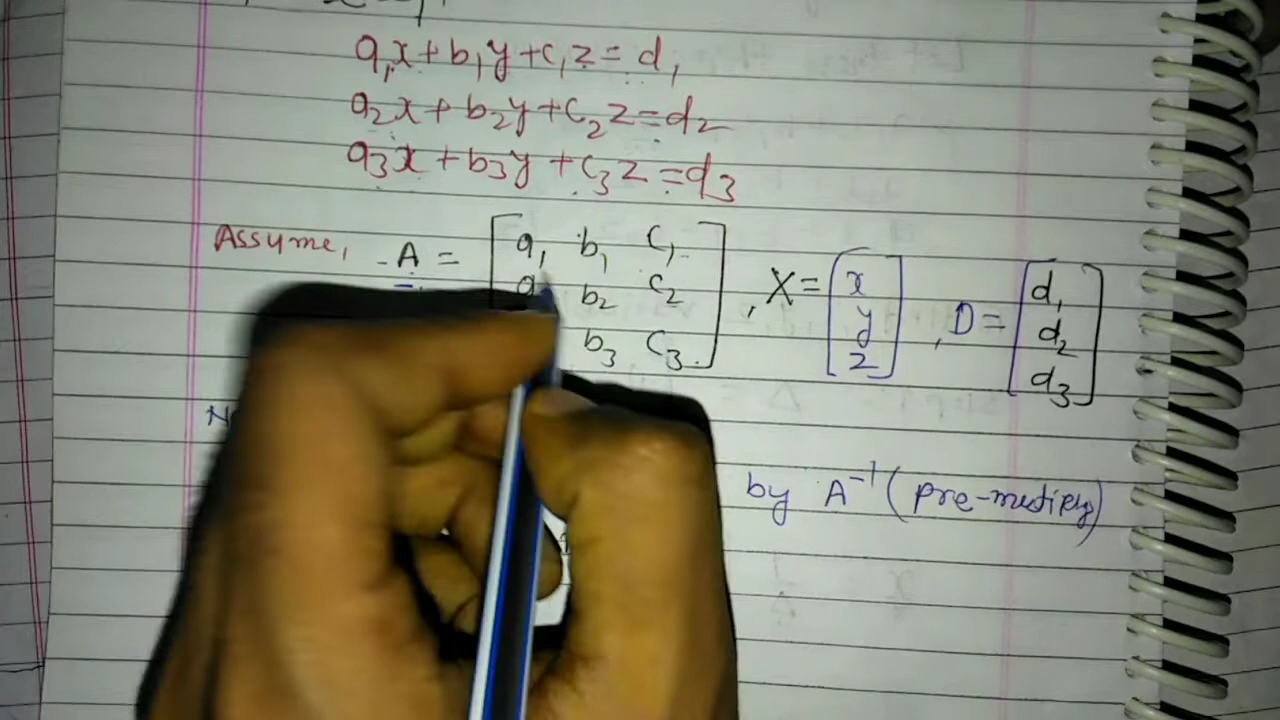 a₁x+b₁y+c₁z=d₁
a₂x+b₂y+c₂z=d₂
a₃x+b₃y+c₃z=d₃
Assume, A = [a₁ b₁ c₁
a b₂ c₂
b₃ c₃], X=[x
y
z], D=[d₁
d₂
d₃]
by A⁻¹ (pre-multiply)